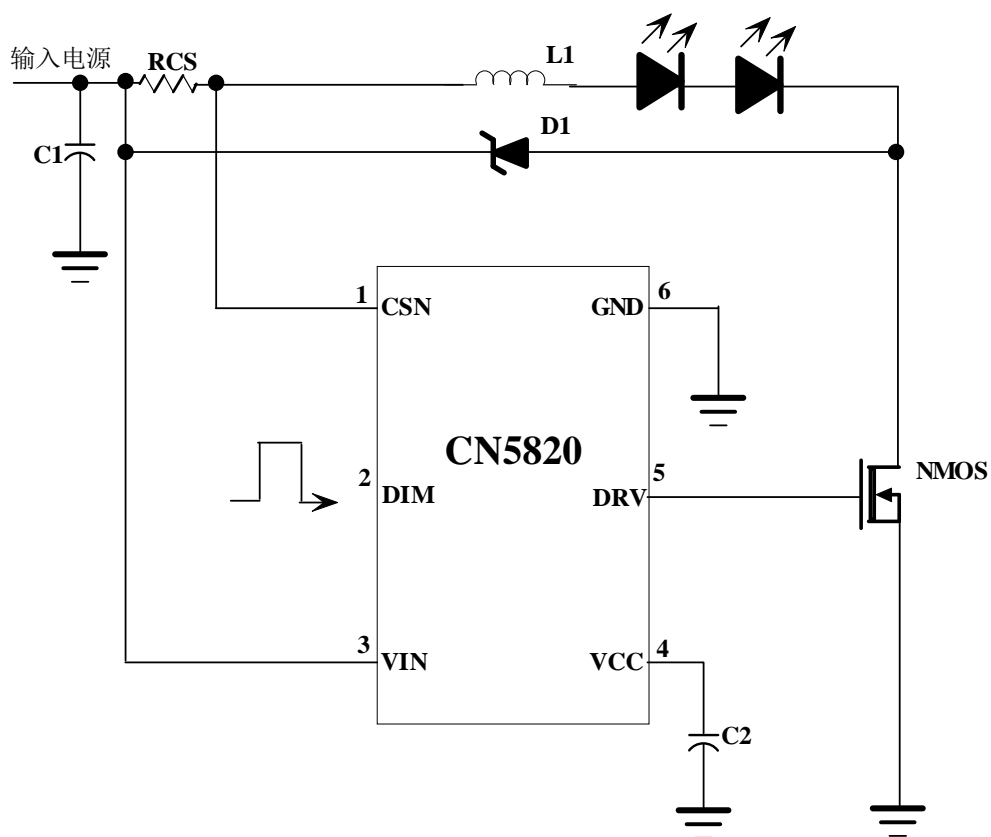 输入电源
RCS
L1
C1
D1
1
CSN
GND
6
CN5820
2
DIM
DRV
5
NMOS
3
VIN
VCC
4
C2